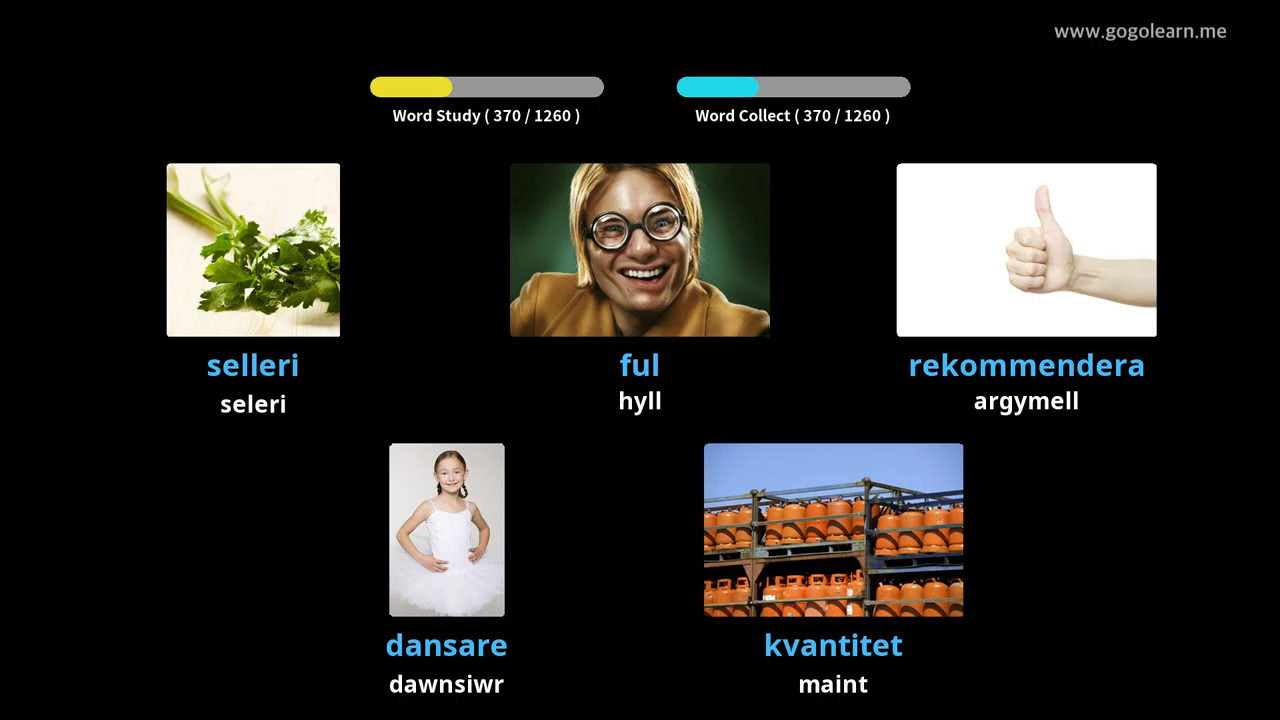 www.gogolearn.me
Word Study ( 370 / 1260 )
Word Collect ( 370 / 1260 )
selleri
seleri
ful
hyll
rekommendera
argymell
dansare
dawnsiwr
kvantitet
maint